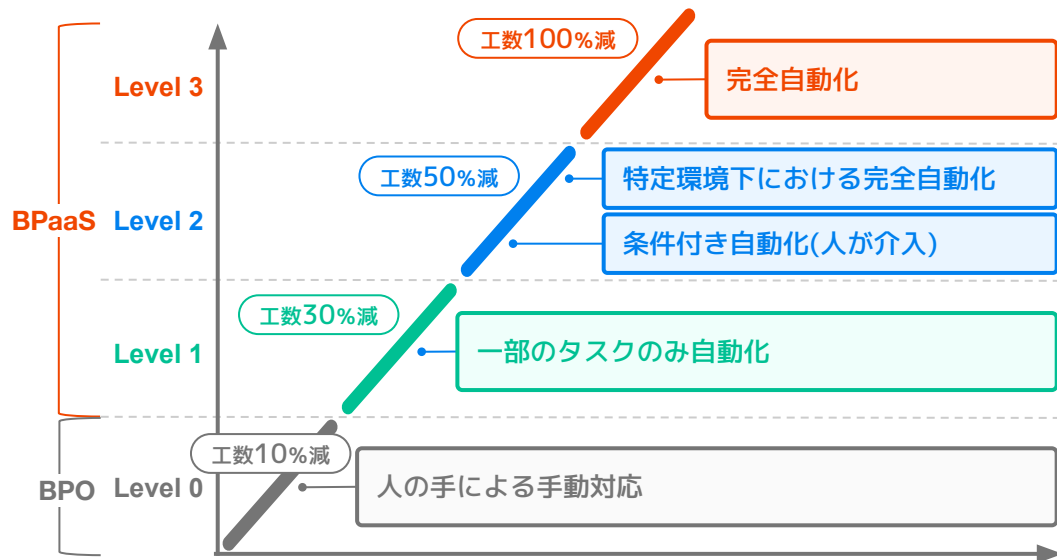 工数100%減
Level 3
完全自動化
工数50%減
特定環境下における完全自動化
BPaaS
Level 2
条件付き自動化(人が介入)
工数30%減
Level 1
一部のタスクのみ自動化
工数10%減
BPO
Level 0
人の手による手動対応